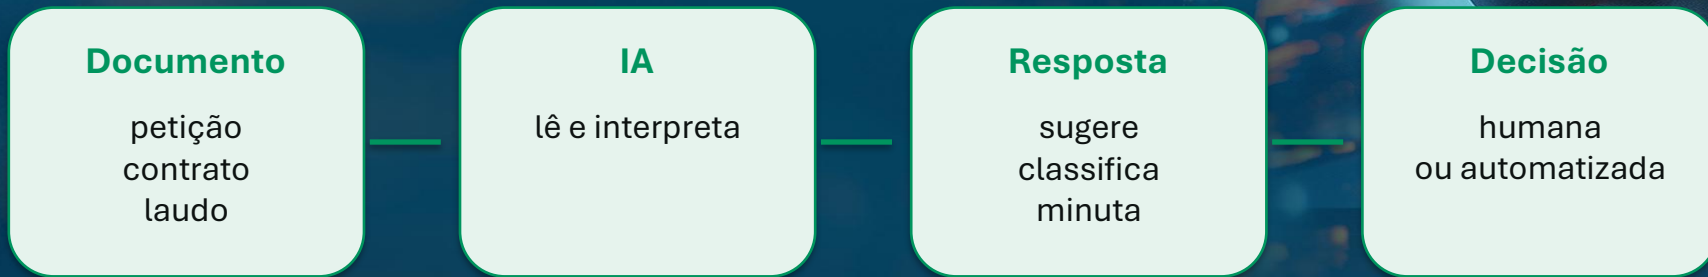 Documento
petição
contrato
laudo
IA
lê e interpreta
Resposta
sugere
classifica
minuta
Decisão
humana
ou automatizada